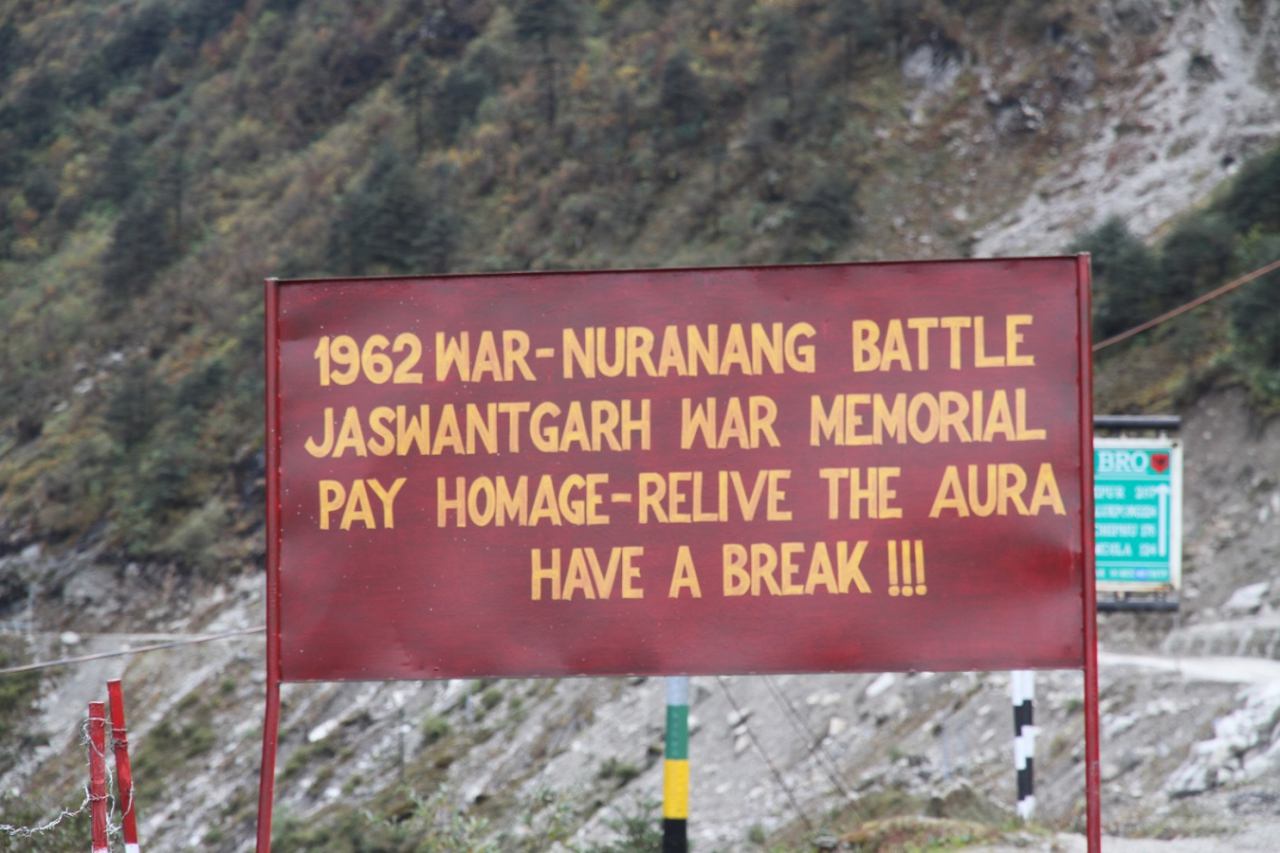 1962 WAR-NURANANG BATTLE
JASWANTGARH WAR MEMORIAL
PAY HOMAGE-RELIVE THE AURA
HAVE A BREAK !!!
BRO